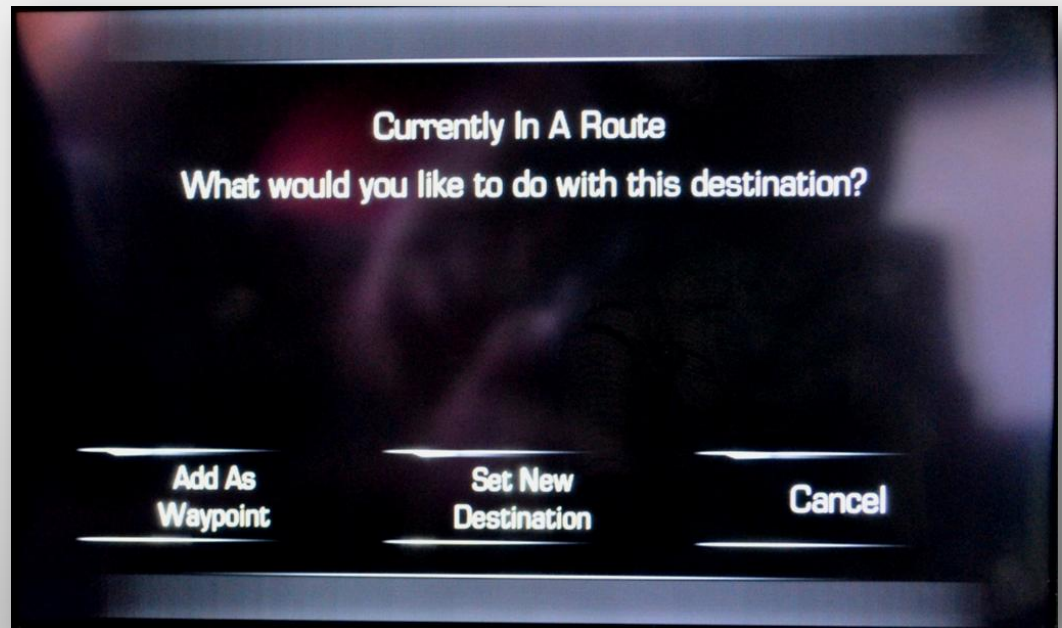 Currently In A Route
What would you like to do with this destination?
Add As
Waypoint
Set New
Destination
Cancel